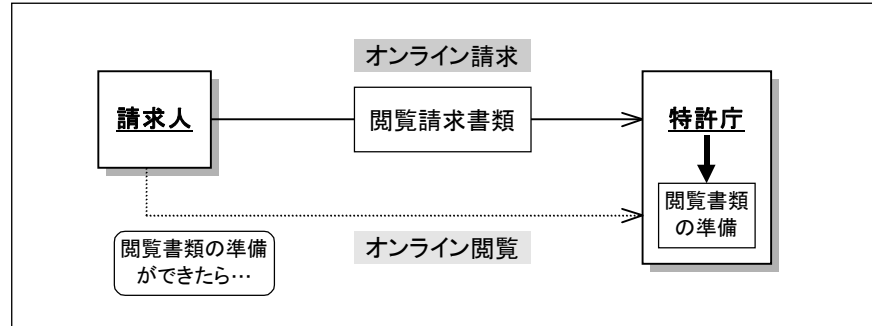 オンライン請求
請求人
閲覧請求書類
特許庁
閲覧書類
の準備
閲覧書類の準備
ができたら…
オンライン閲覧